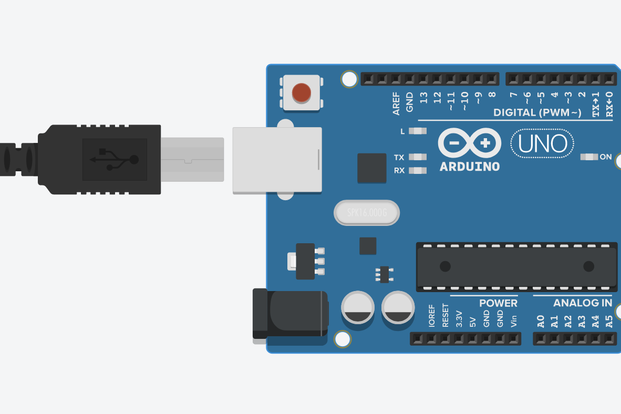 AREF
GND
13
12
~11
~10
~9
8
7
~6
~5
4
~3
2
TX→1
RX←0
DIGITAL (PWM~)
L
TX
RX
ARDUINO
UNO
ON
POWER
ANALOG IN
IOREF
RESET
3.3V
5V
GND
GND
Vin
A0
A1
A2
A3
A4
A5